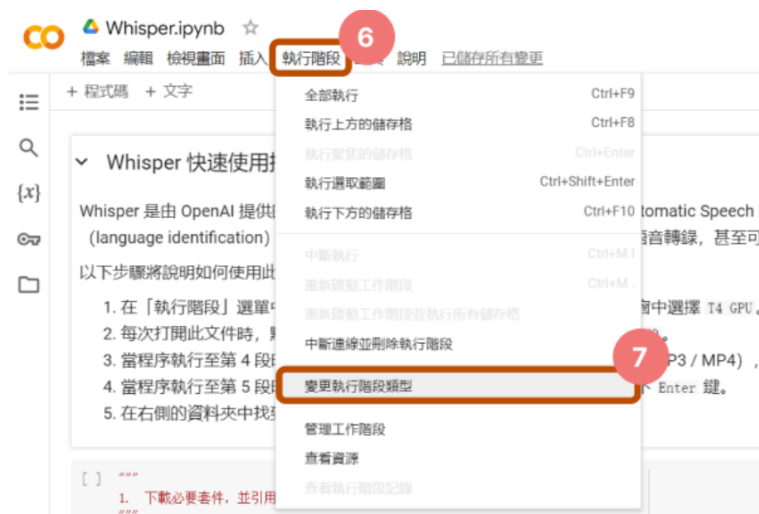 Whisper.ipynb
檔案 編輯 檢視畫面 插入 執行階段 說明 已儲存所有變更
6
+ 程式碼 + 文字
全部執行 Ctrl+F9
執行上方的儲存格 Ctrl+F8
執行聚焦的儲存格 Ctrl+Enter
執行選取範圍 Ctrl+Shift+Enter
執行下方的儲存格 Ctrl+F10
中斷執行 Ctrl+M I
重新啟動工作階段 Ctrl+M .
重新啟動工作階段並執行所有儲存格
中斷連線並刪除執行階段
7
變更執行階段類型
管理工作階段
查看資源
查看執行階段記錄
{x}
Whisper 快速使用
Whisper 是由 OpenAI 提供 tomatic Speech
(language identification) 音轉錄,甚至可
以下步驟將說明如何使用此
1. 在「執行階段」選單 窗中選擇 T4 GPU。
2. 每次打開此文件時,
3. 當程序執行至第 4 段 P3 / MP4),
4. 當程序執行至第 5 段 下 Enter 鍵。
5. 在右側的資料夾中找
[ ] """
1. 下載必要套件,並引用
"""